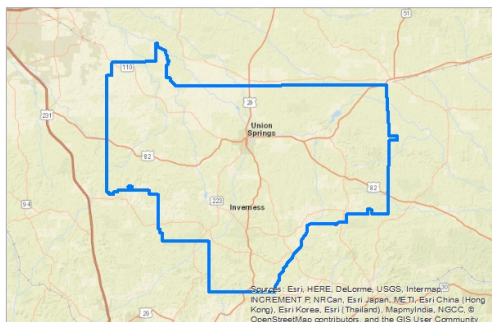 51
110
29
Union
Springs
231
82
82
94
223
Inverness
29
Sources: Esri, HERE, DeLorme, USGS, Intermap,
INCREMENT P, NRCan, Esri Japan, METI, Esri China (Hong
Kong), Esri Korea, Esri (Thailand), MapmyIndia, NGCC, ©
OpenStreetMap contributors, and the GIS User Community